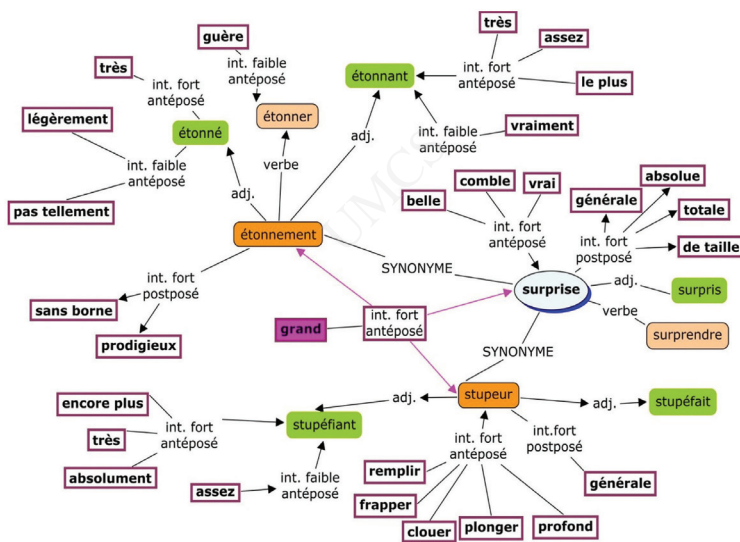 très
guère
très
assez
int. faible
antéposé
int. fort
antéposé
étonnant
int. fort
antéposé
le plus
légèrement
étonner
étonné
int. faible
antéposé
vraiment
adj.
int. faible
antéposé
verbe
comble
vrai
absolue
pas tellement
adj.
belle
générale
totale
int. fort
antéposé
étonnement
int. fort
postposé
de taille
UMCS
SYNONYME
int. fort
postposé
adj.
surpris
surprise
sans borne
verbe
grand
int. fort
antéposé
surprendre
prodigieux
SYNONYME
encore plus
adj.
stupeur
adj.
stupéfait
int. fort
antéposé
stupéfiant
très
int. fort
antéposé
int.fort
postposé
absolument
remplir
int. faible
antéposé
générale
assez
frapper
clouer
plonger
profond